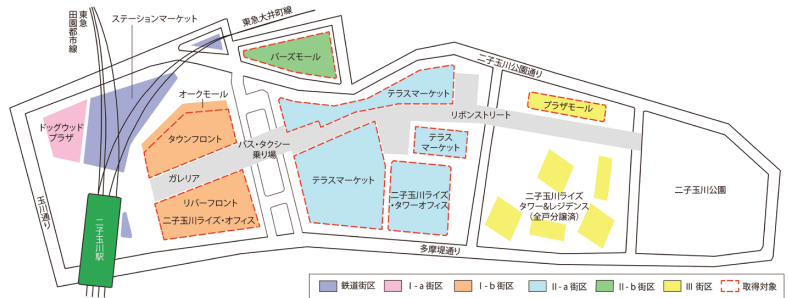 東急
田園都市線
ステーションマーケット
東急大井町線
バーズモール
二子玉川公園通り
オークモール
テラスマーケット
プラザモール
リボンストリート
ドッグウッド
プラザ
タウンフロント
バス・タクシー
乗り場
テラス
マーケット
ガレリア
テラスマーケット
二子玉川ライズ
・タワーオフィス
二子玉川ライズ
タワー&レジデンス
(全戸分譲済)
二子玉川公園
玉川通り
リバーフロント
二子玉川ライズ・オフィス
二子玉川駅
多摩堤通り
鉄道街区
I-a 街区
I-b 街区
II-a 街区
II-b 街区
III 街区
取得対象